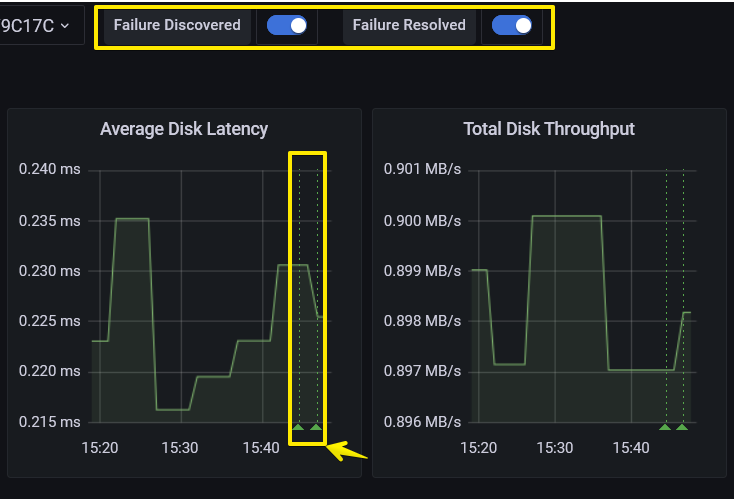 9C17C
Failure Discovered
Failure Resolved
Average Disk Latency
0.240 ms
0.235 ms
0.230 ms
0.225 ms
0.220 ms
0.215 ms
15:20
15:30
15:40
Total Disk Throughput
0.901 MB/s
0.900 MB/s
0.899 MB/s
0.898 MB/s
0.897 MB/s
0.896 MB/s
15:20
15:30
15:40